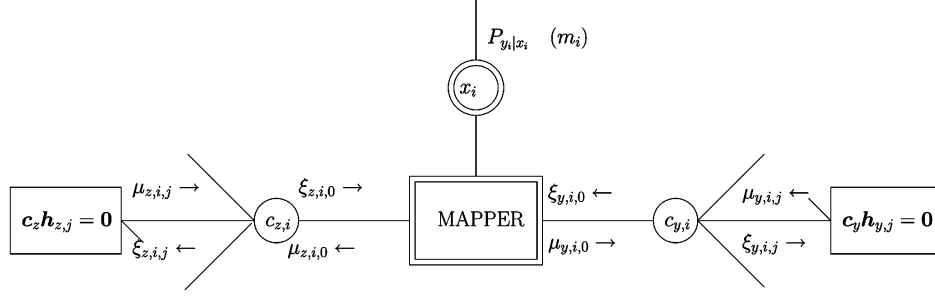 P_{y_i|x_i} (m_i)
x_i
μ_{z,i,j} → ξ_{z,i,0} → ξ_{y,i,0} ← μ_{y,i,j} ←
c_z h_{z,j} = 0 c_{z,i} MAPPER c_{y,i} c_y h_{y,j} = 0
ξ_{z,i,j} ← μ_{z,i,0} ← μ_{y,i,0} → ξ_{y,i,j} →